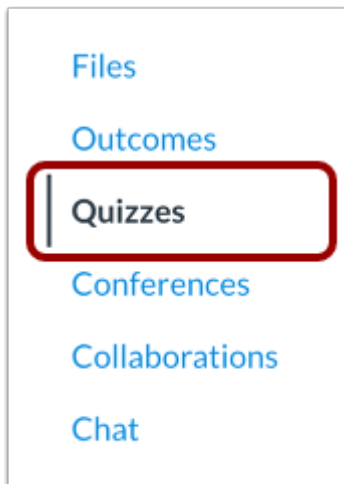 Files
Outcomes
Quizzes
Conferences
Collaborations
Chat